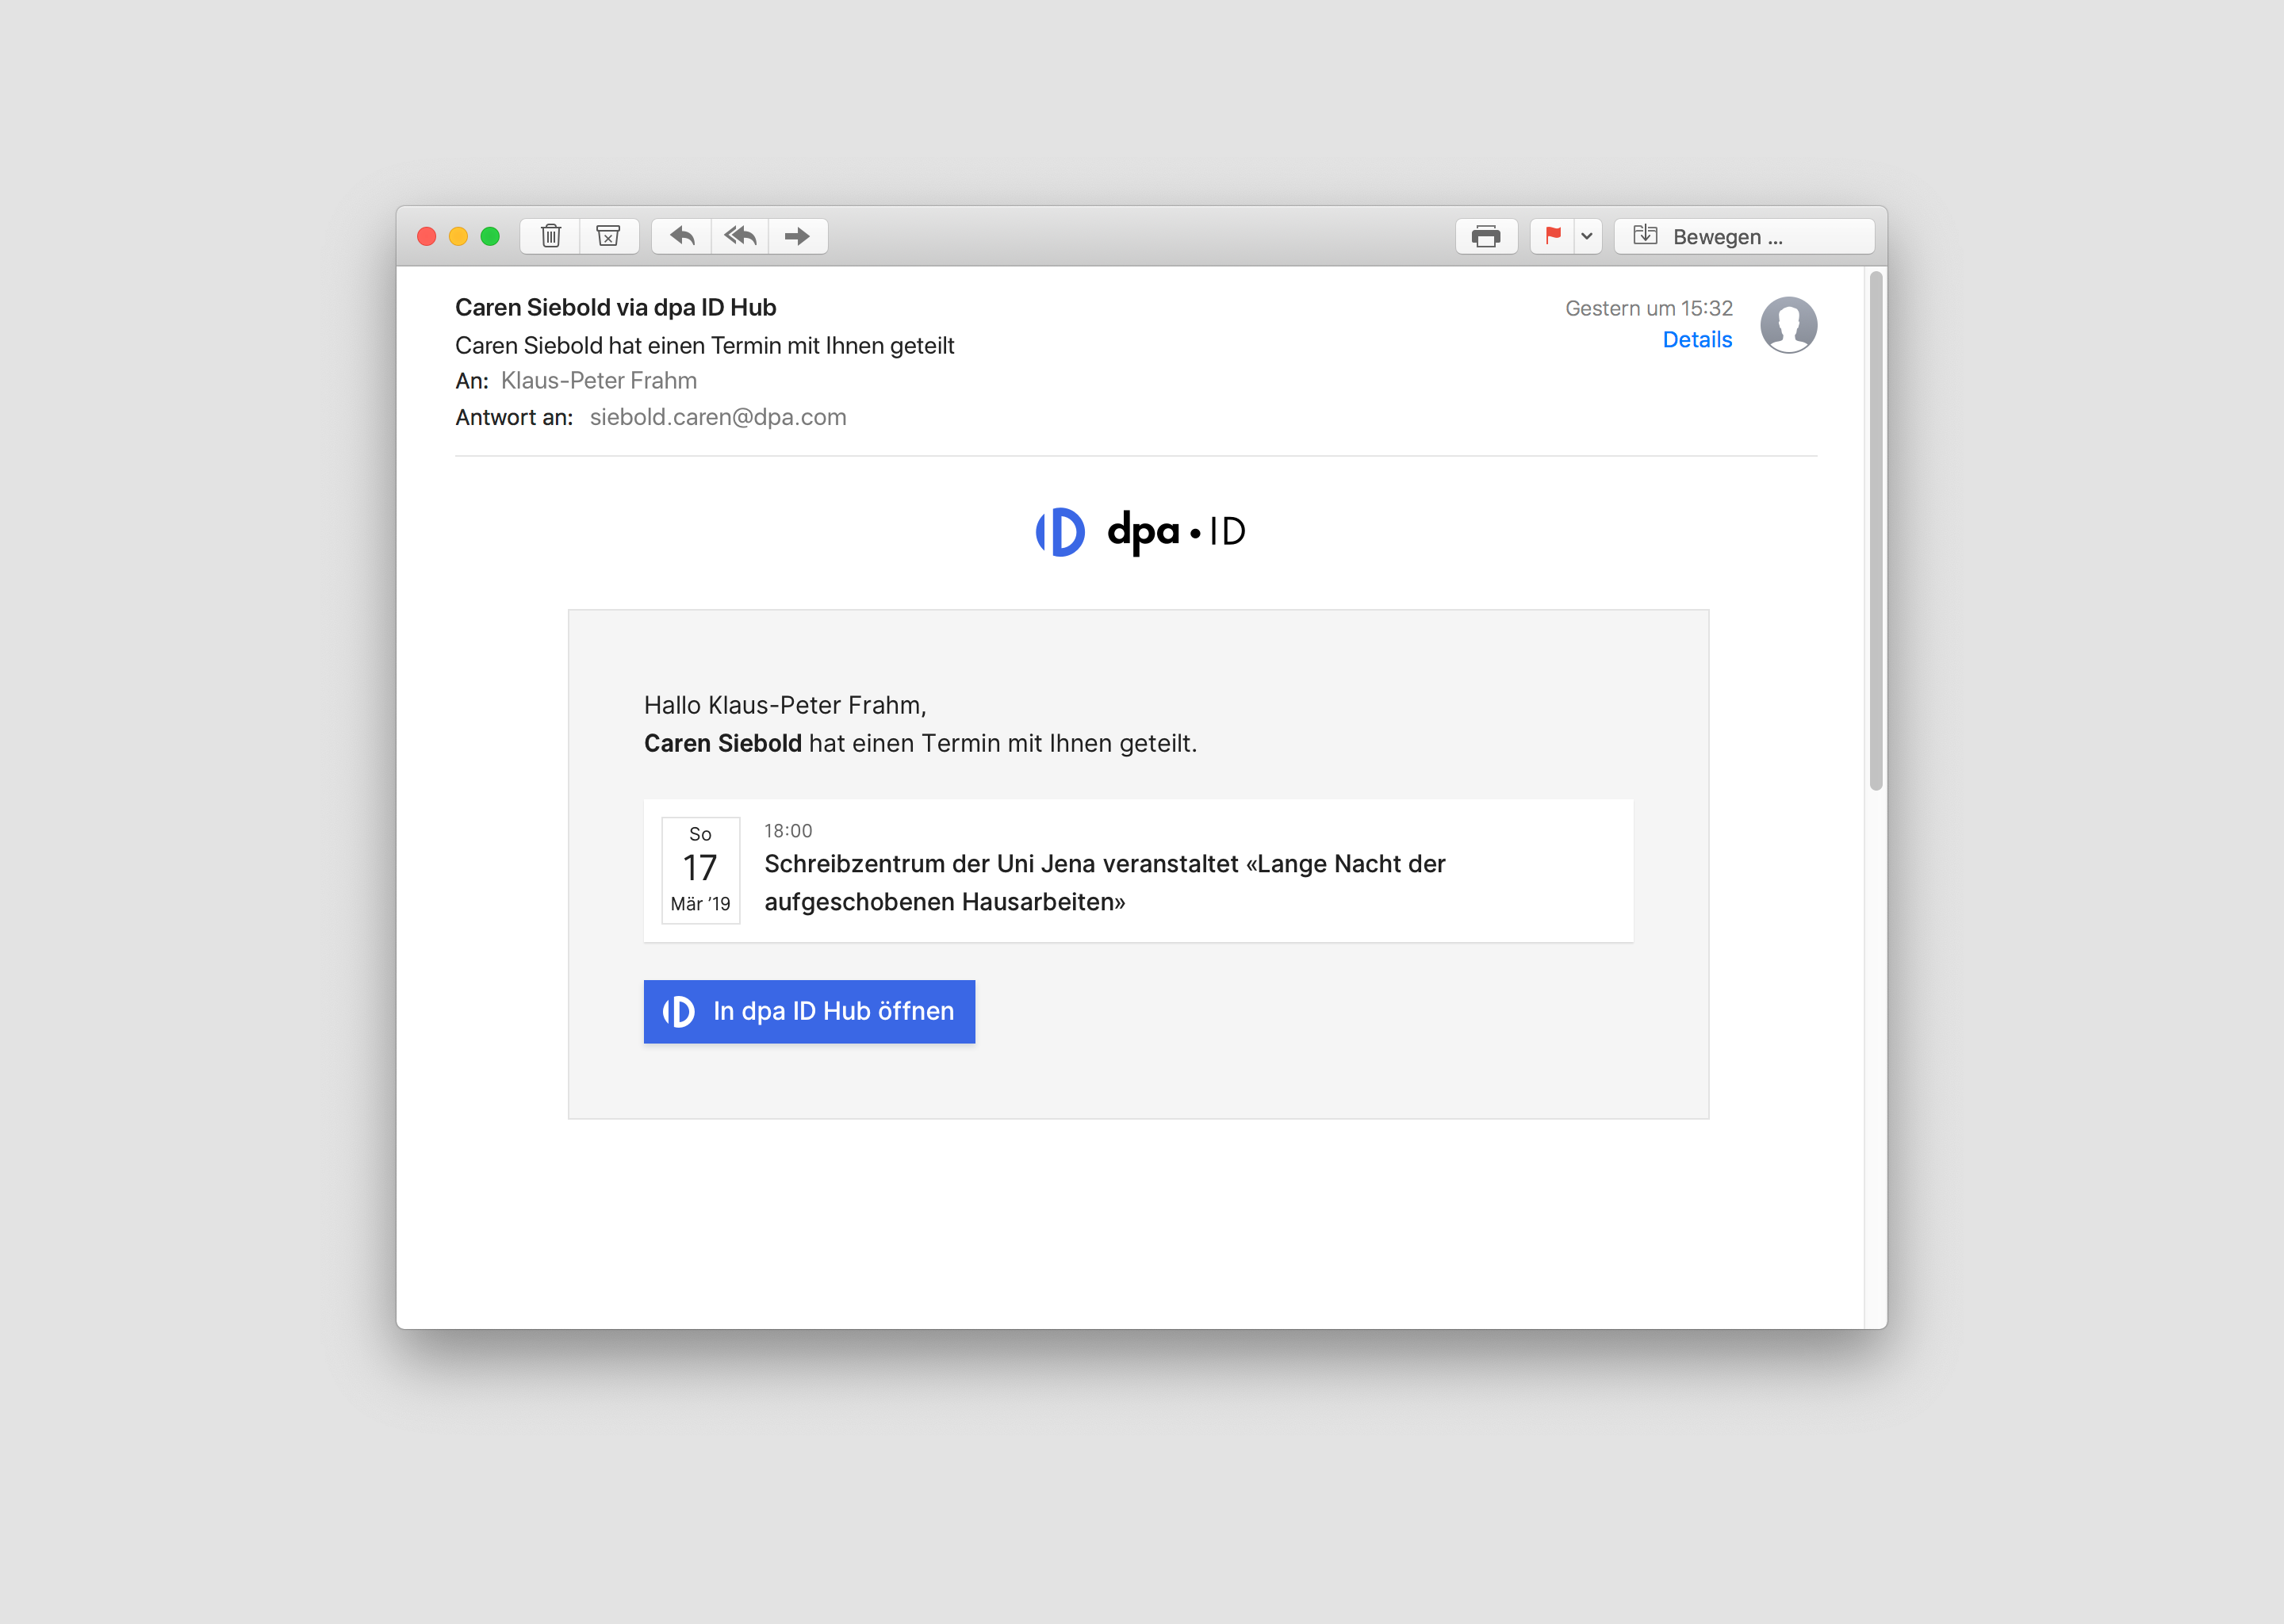 Bewegen ...
Caren Siebold via dpa ID Hub
Gestern um 15:32
Caren Siebold hat einen Termin mit Ihnen geteilt
Details
An: Klaus-Peter Frahm
Antwort an: siebold.caren@dpa.com
dpa • ID
Hallo Klaus-Peter Frahm,
Caren Siebold hat einen Termin mit Ihnen geteilt.
So
17
Mär ’19
18:00
Schreibzentrum der Uni Jena veranstaltet «Lange Nacht der
aufgeschobenen Hausarbeiten»
In dpa ID Hub öffnen